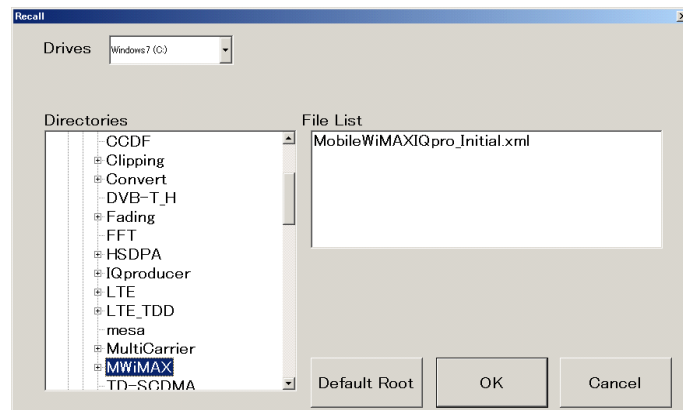 Recall
Drives Windows7 (C:)
Directories
CCDF
Clipping
Convert
DVB-T_H
Fading
FFT
HSDPA
IQproducer
LTE
LTE_TDD
mesa
MultiCarrier
MWiMAX
TD-SCDMA
File List
MobileWiMAXIQpro_Initial.xml
Default Root OK Cancel